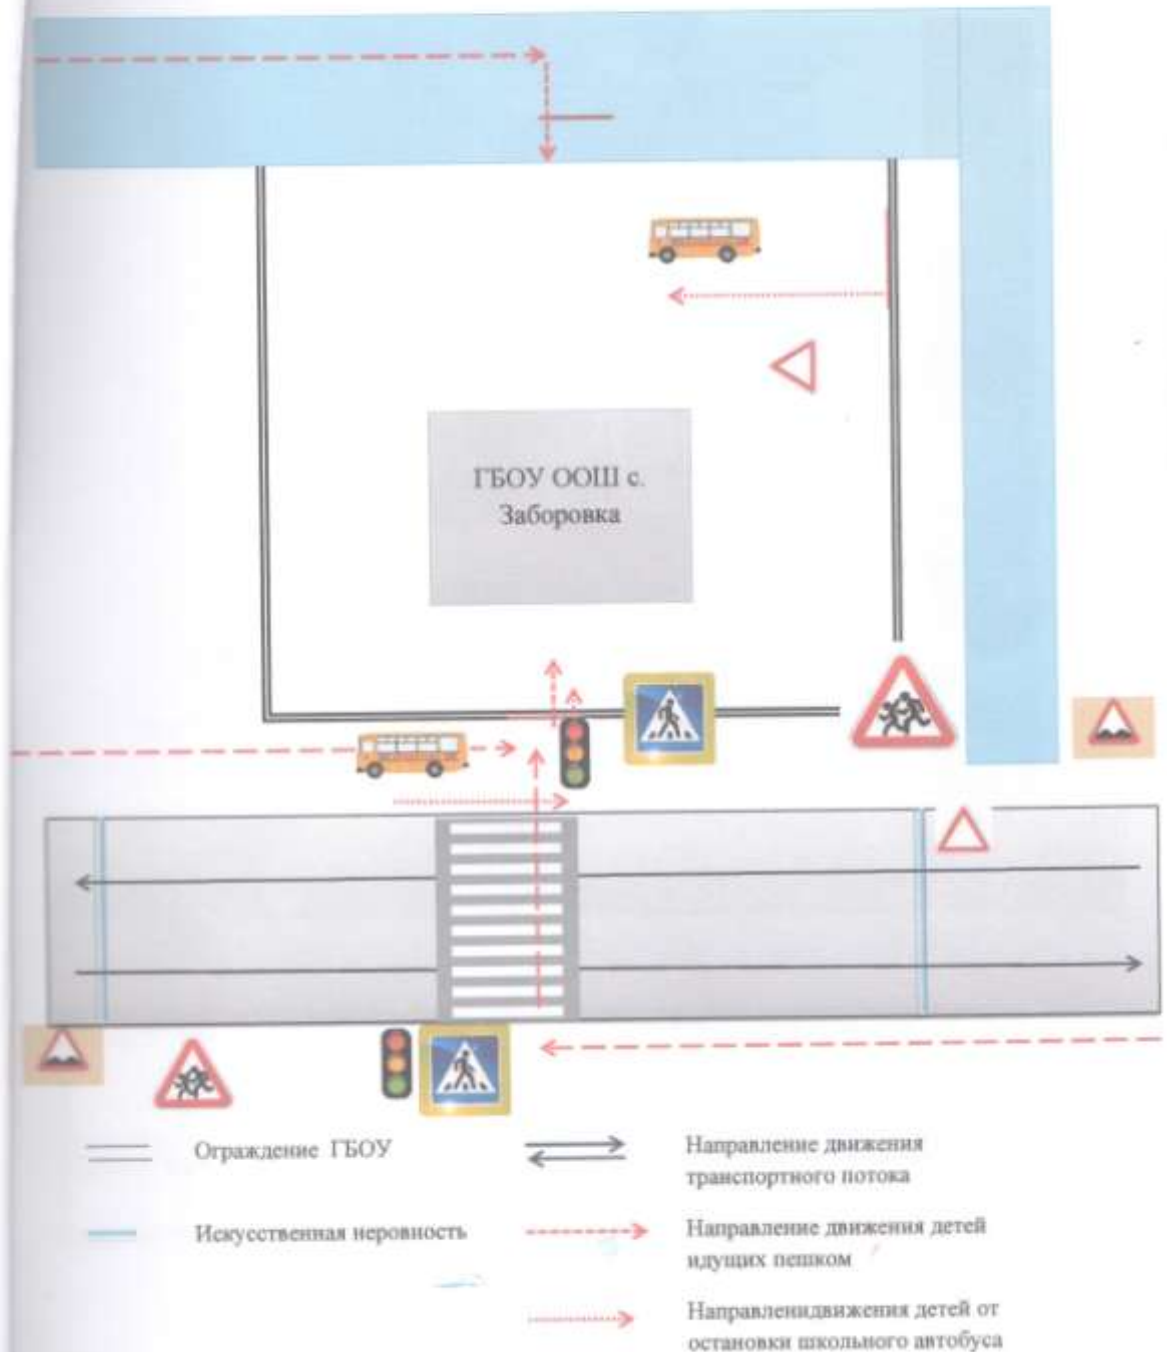 ГБОУ ООШ с.
Заборовка
Ограждение ГБОУ
Направление движения
транспортного потока
Искусственная неровность
Направление движения детей
идущих пешком
Направленидвижения детей от
остановки школьного автобуса